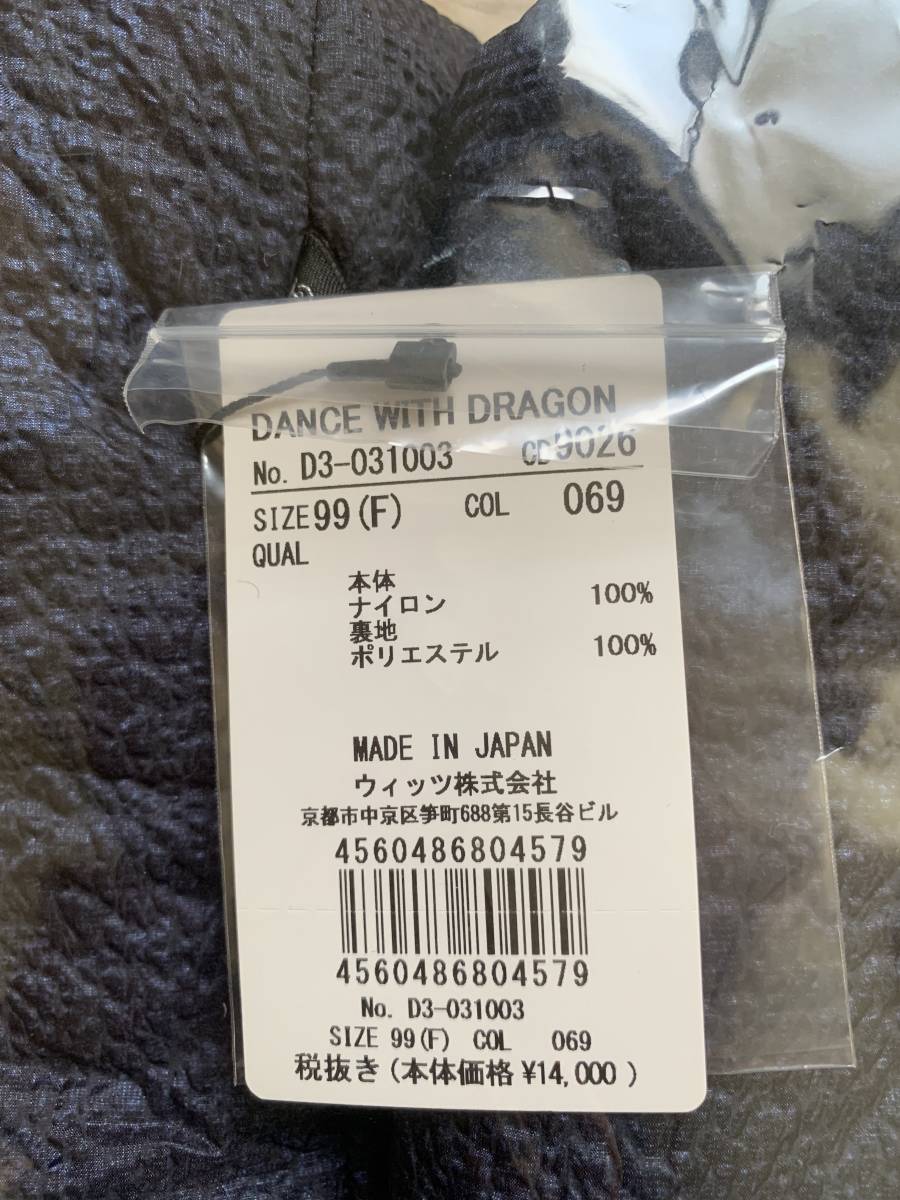 DANCE WITH DRAGON
No. D3-031003 CD9026
SIZE 99(F) COL 069
QUAL
本体
ナイロン 100%
裏地
ポリエステル 100%
MADE IN JAPAN
ウィッツ株式会社
京都市中京区笋町688第15長谷ビル
4560486804579
4560486804579
No. D3-031003
SIZE 99(F) COL 069
税抜き(本体価格 ¥14,000 )